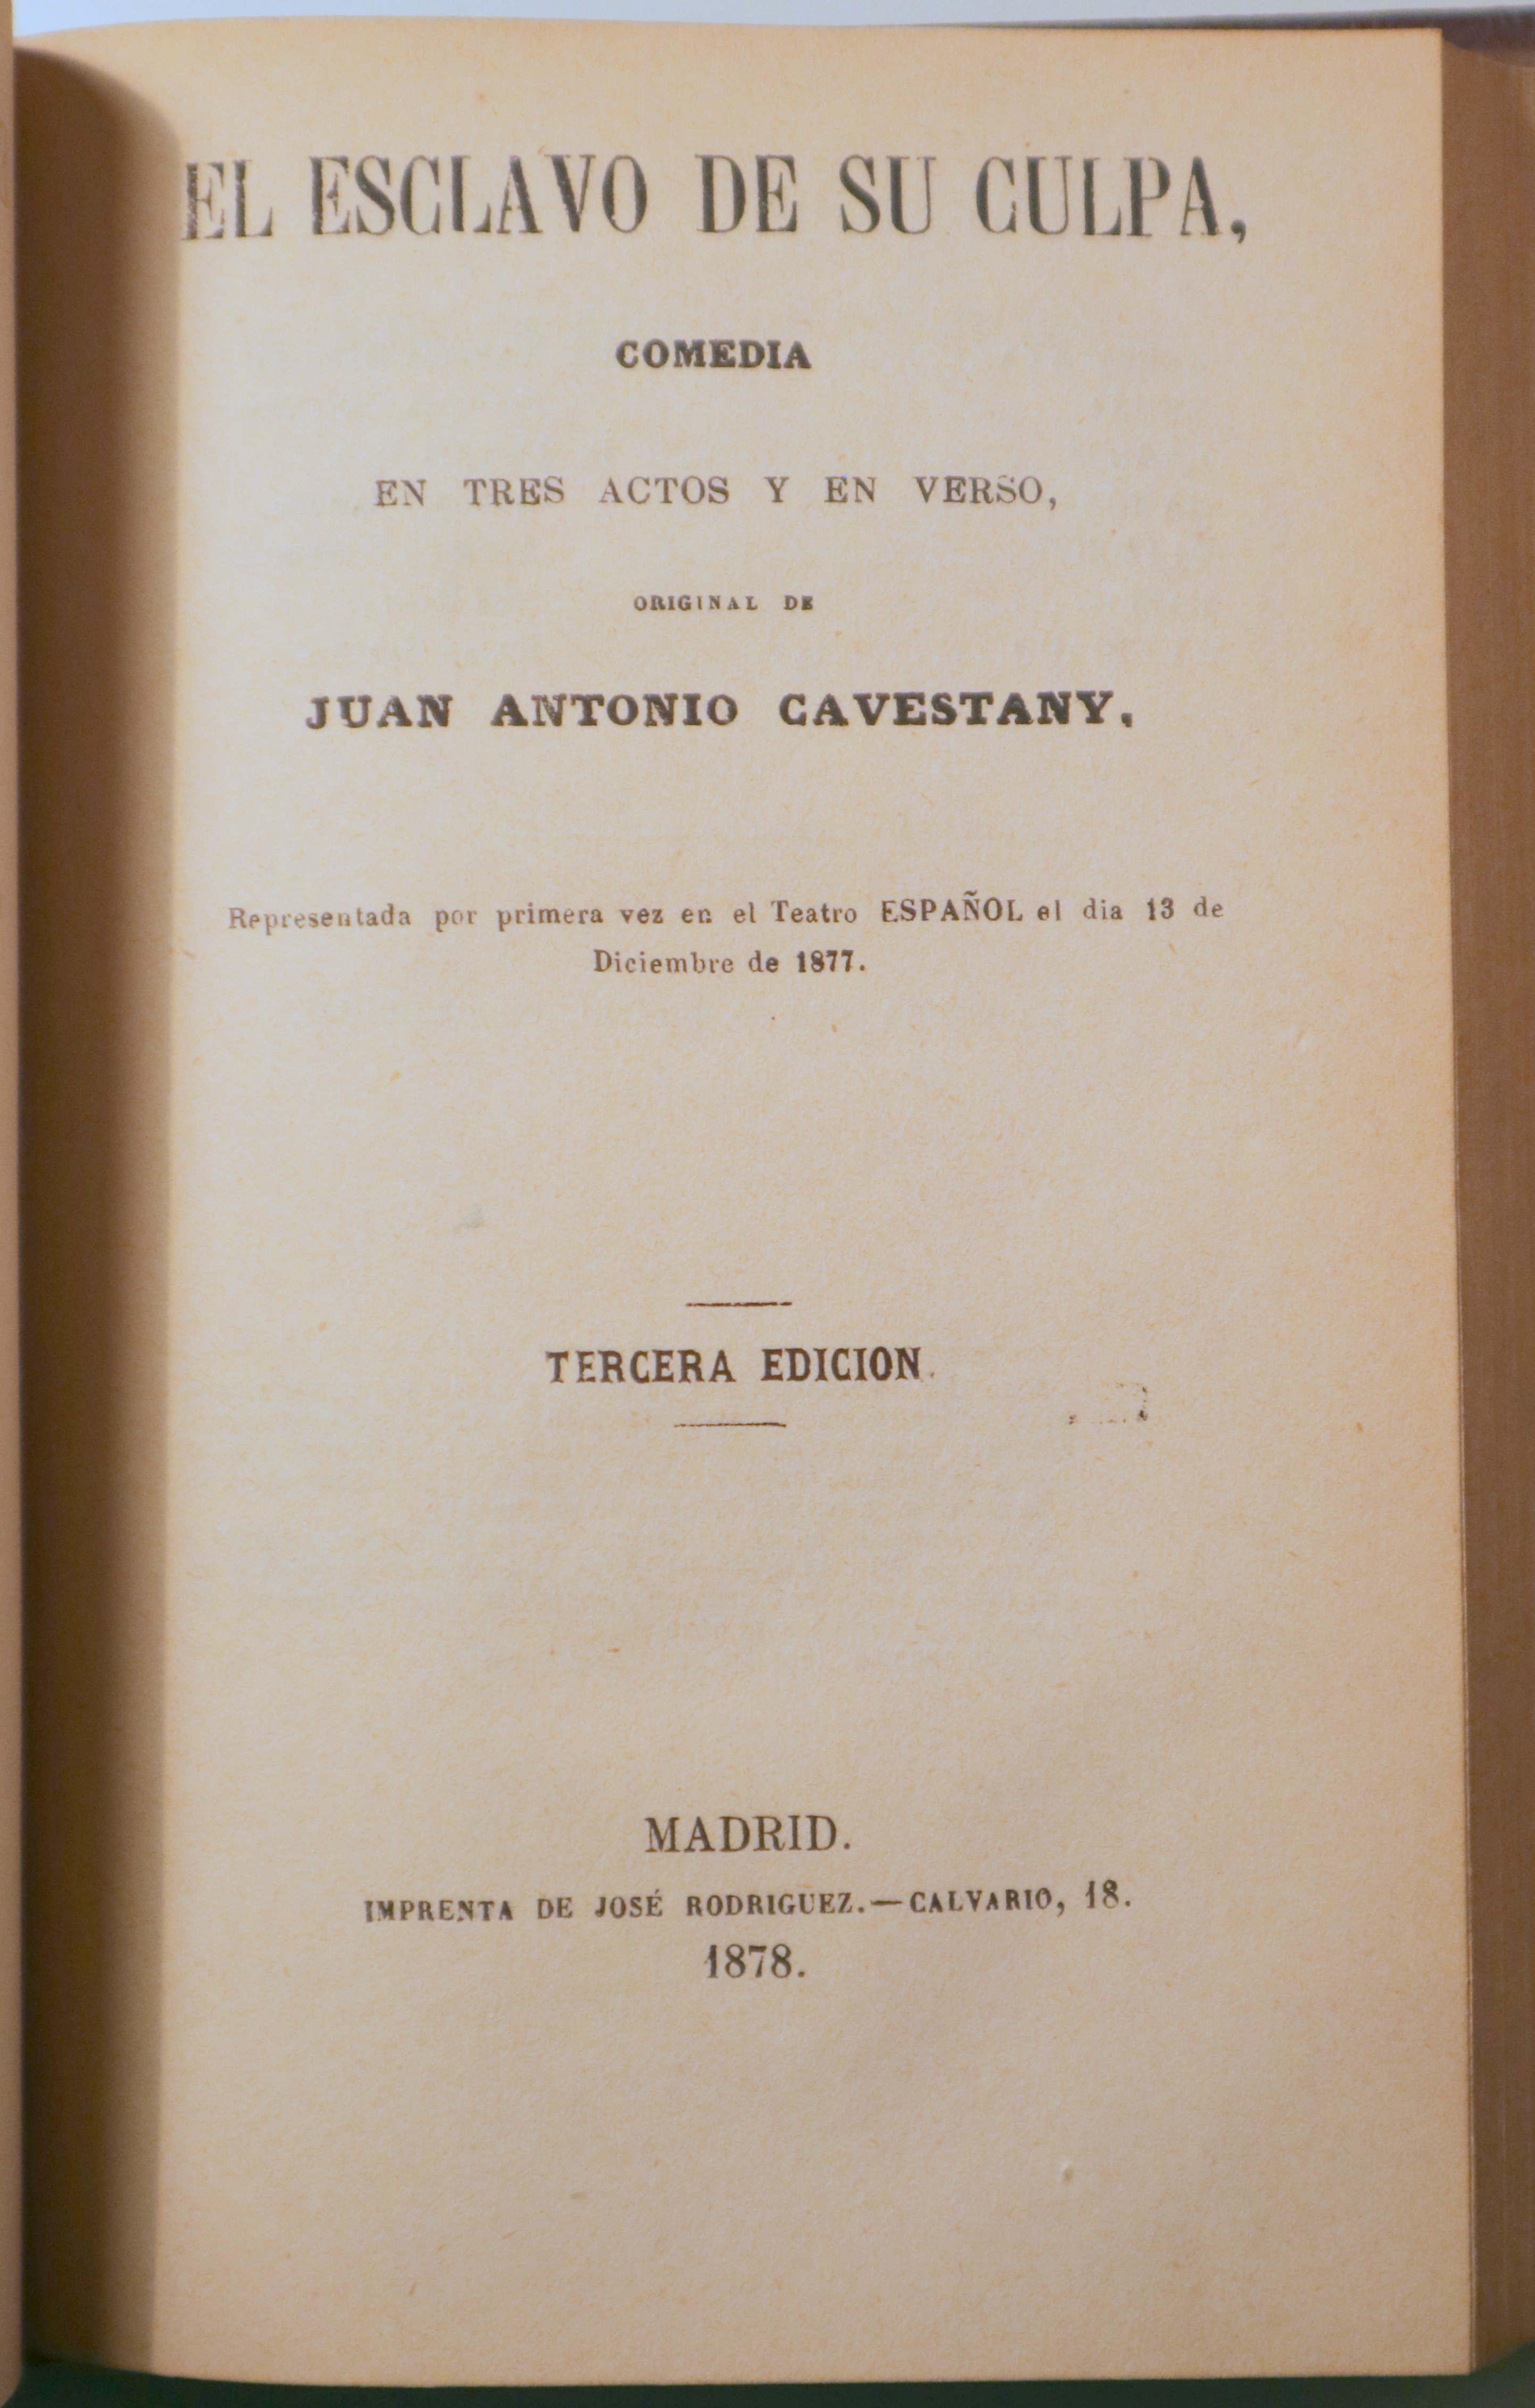 EL ESCLAVO DE SU CULPA,
COMEDIA
EN TRES ACTOS Y EN VERSO,
ORIGINAL DE
JUAN ANTONIO CAVESTANY,
Representada por primera vez en el Teatro ESPAÑOL el dia 13 de
Diciembre de 1877.
TERCERA EDICION.
MADRID.
IMPRENTA DE JOSÉ RODRIGUEZ.—CALVARIO, 18.
1878.